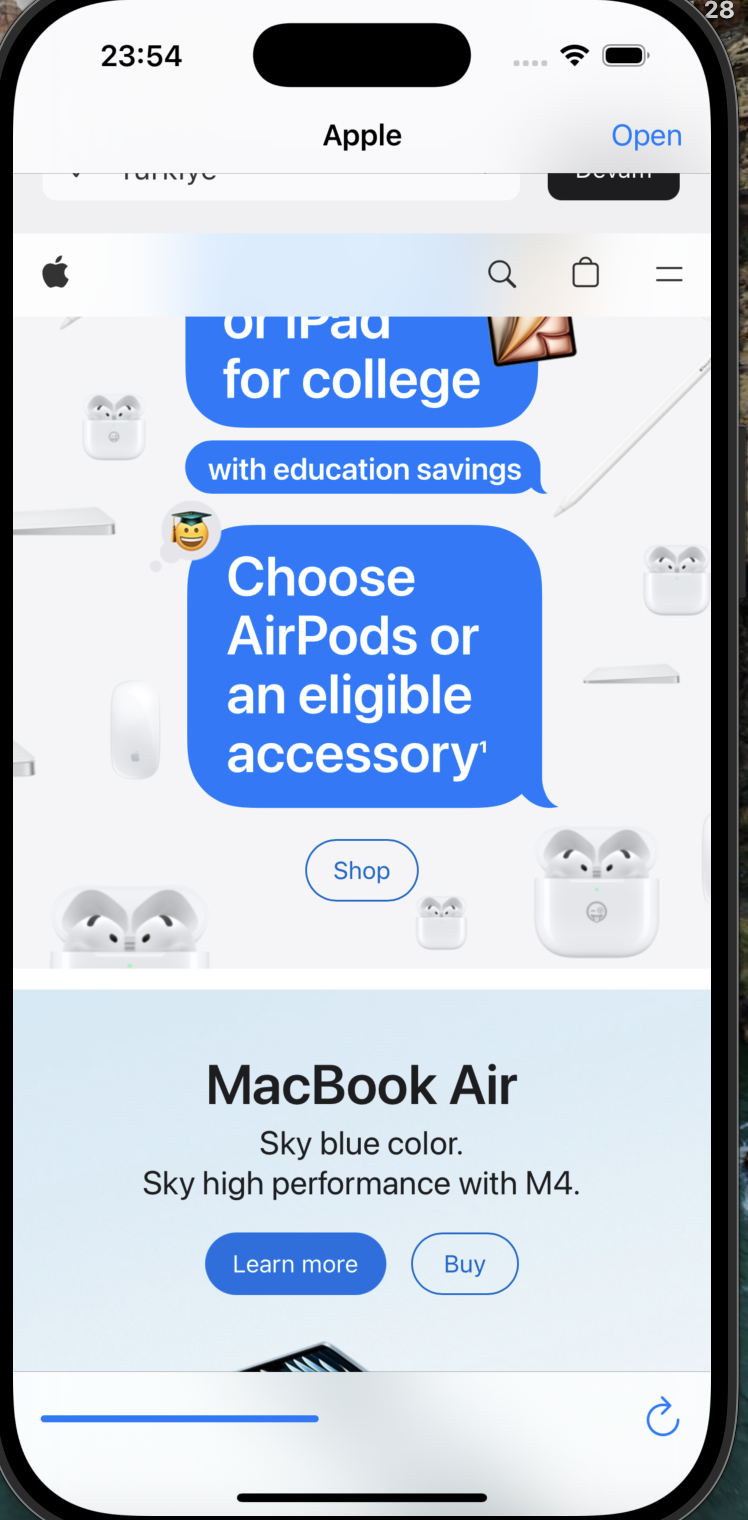 28
23:54
Apple
Open
Türkiye
Devam
or iPad
for college
with education savings
Choose
AirPods or
an eligible
accessory¹
Shop
MacBook Air
Sky blue color.
Sky high performance with M4.
Learn more
Buy